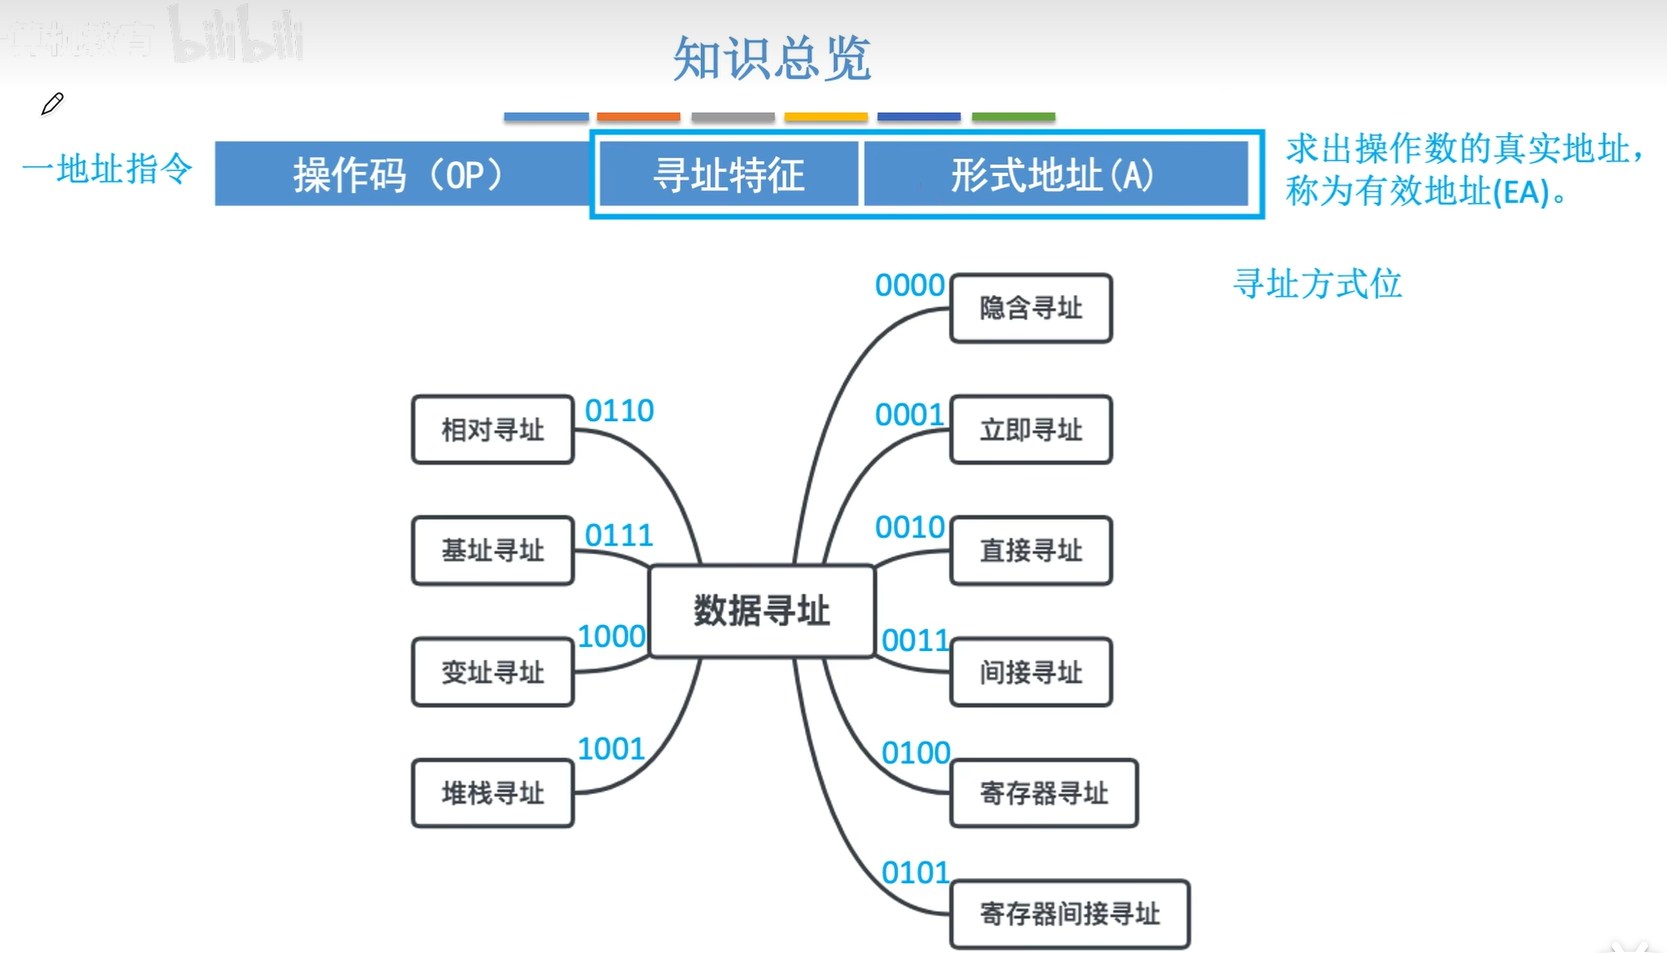 算机教育 bilibili
知识总览
一地址指令
操作码（OP）
寻址特征
形式地址(A)
求出操作数的真实地址，
称为有效地址(EA)。
寻址方式位
0000
隐含寻址
0001
立即寻址
0010
直接寻址
0011
间接寻址
0100
寄存器寻址
0101
寄存器间接寻址
0110
相对寻址
0111
基址寻址
1000
变址寻址
1001
堆栈寻址
数据寻址